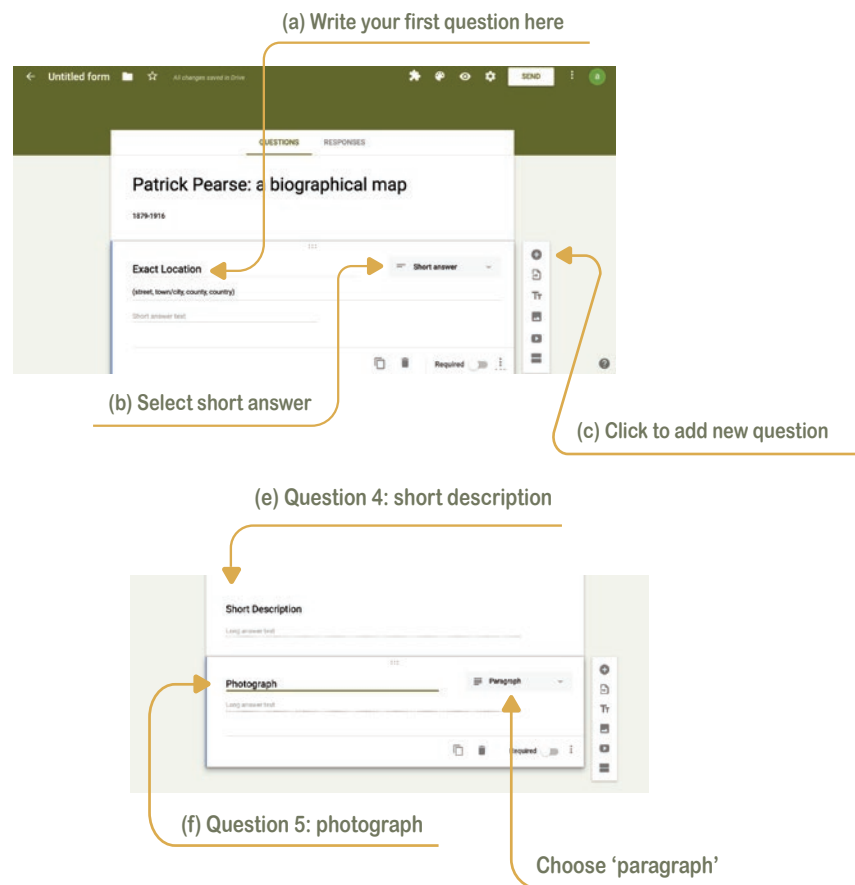 (a) Write your first question here
Untitled form
All changes saved in Drive
SEND
a
QUESTIONS RESPONSES
Patrick Pearse: a biographical map
1879-1916
Exact Location
Short answer
(street, town/city, county, country)
Short answer text
Tт
Required
(b) Select short answer
(c) Click to add new question
(e) Question 4: short description
Short Description
Long answer text
Photograph
Paragraph
Long answer text
Tт
Required
(f) Question 5: photograph
Choose ‘paragraph’